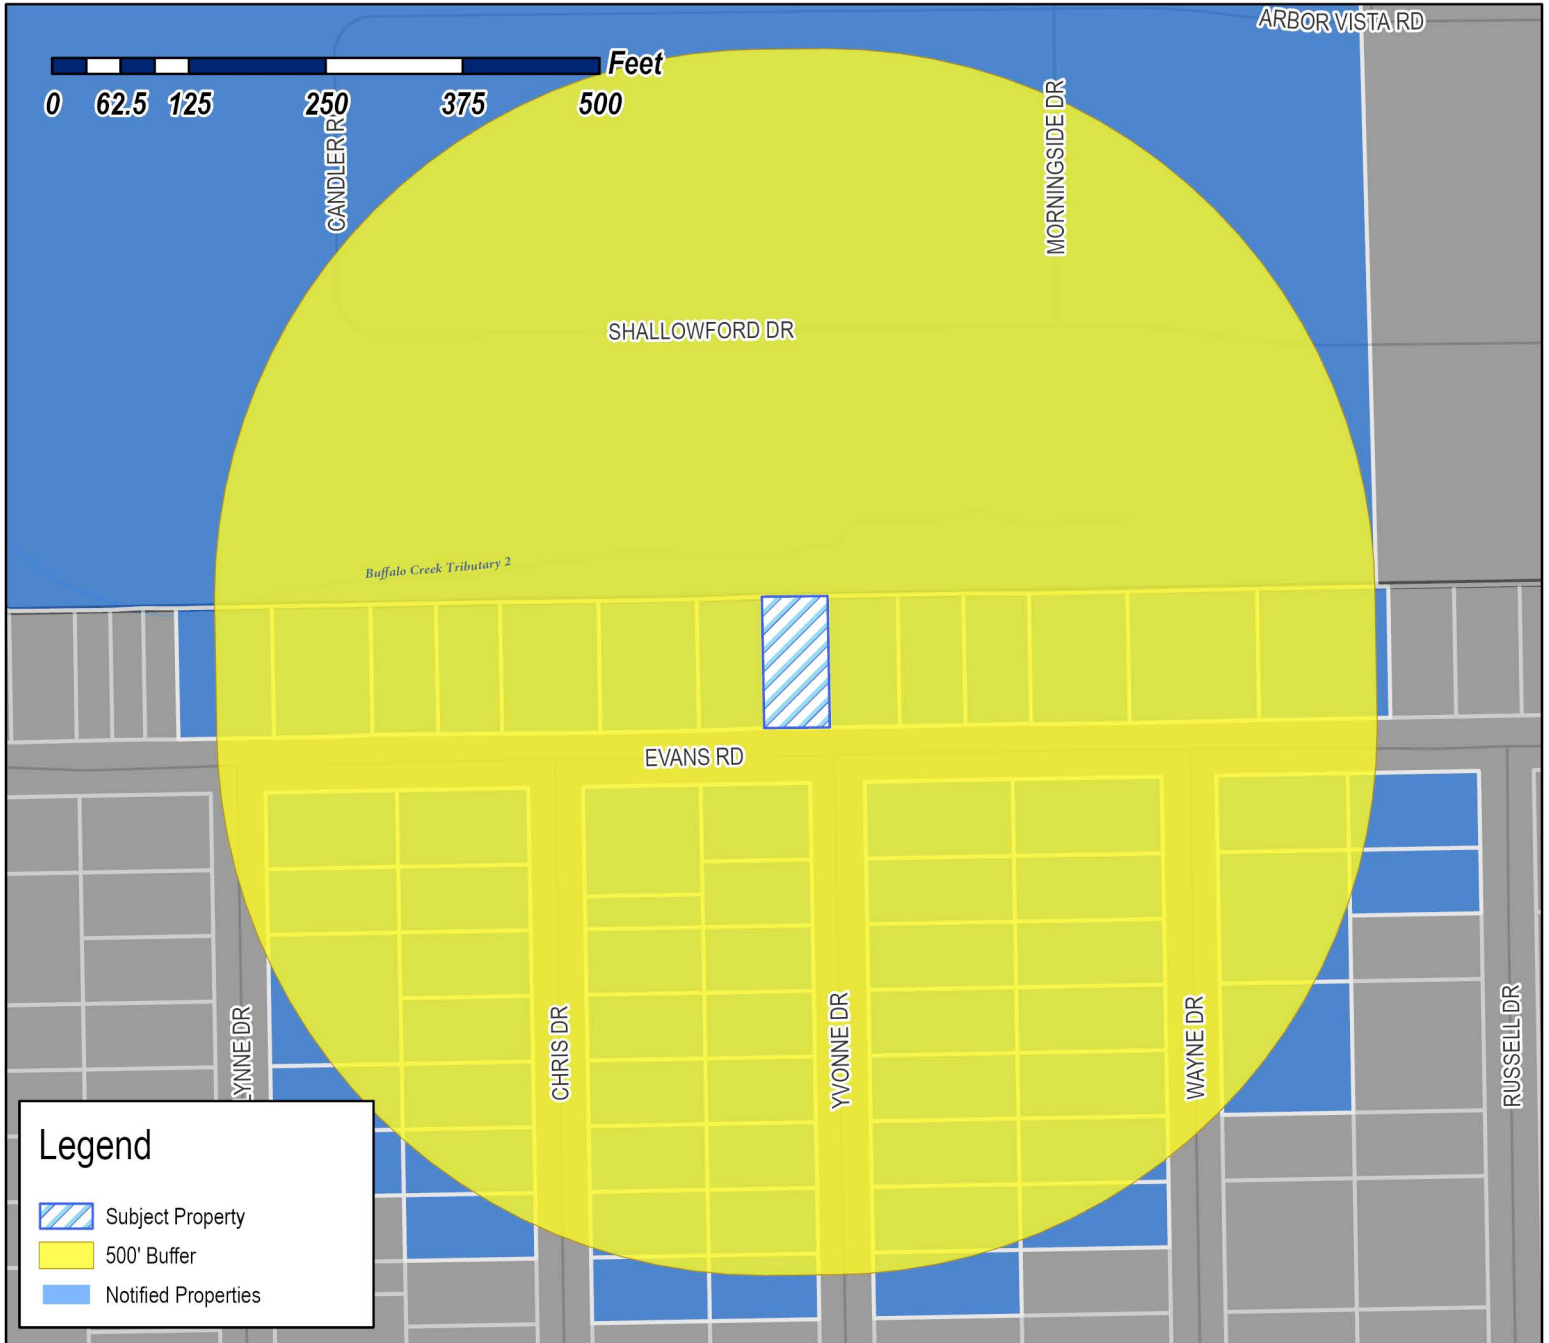 ARBOR VISTA RD
Feet
0 62.5 125 250 375 500
CANDLER R
MORNINGSIDE DR
SHALLOWFORD DR
Buffalo Creek Tributary 2
EVANS RD
LYNNE DR
CHRIS DR
YVONNE DR
WAYNE DR
RUSSELL DR
Legend
Subject Property
500' Buffer
Notified Properties